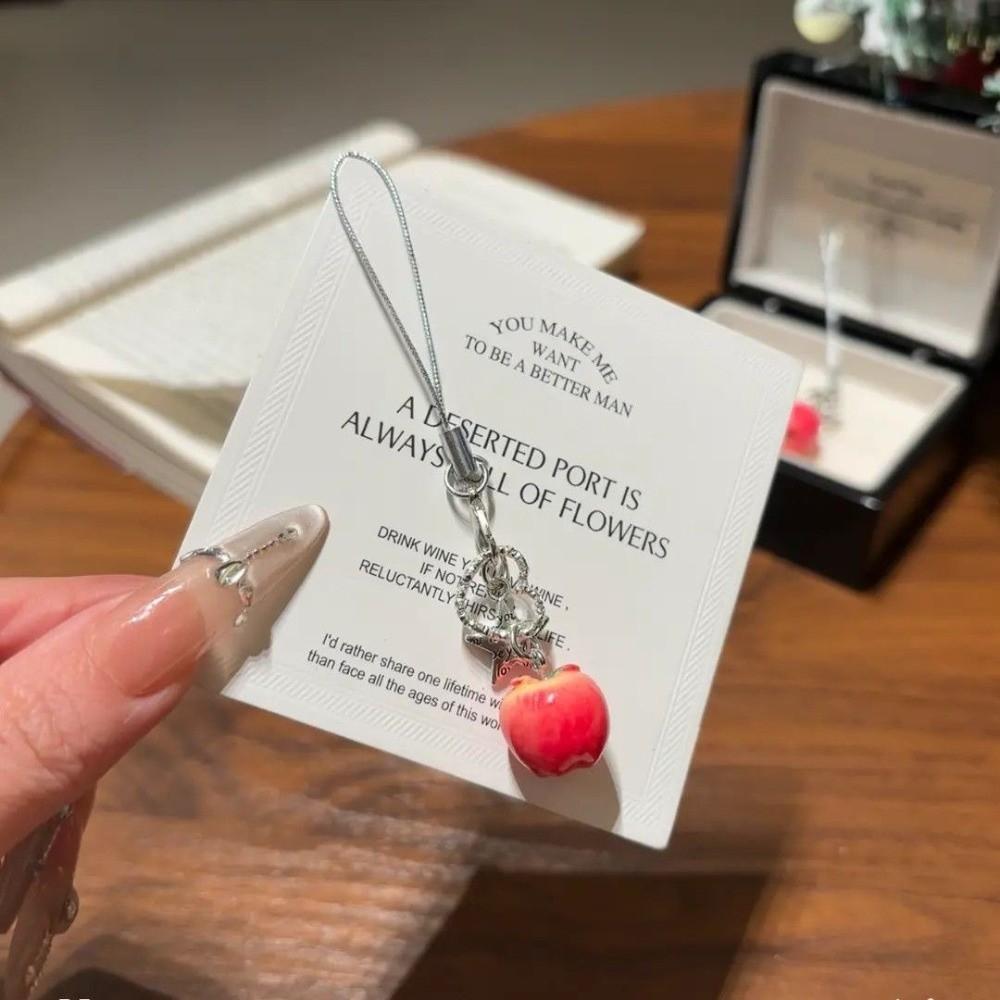 YOU MAKE ME
WANT
TO BE A BETTER MAN
A DESERTED PORT IS
ALWAYS FULL OF FLOWERS
DRINK WINE WINE,
IF NOT
RELUCTANTLY LIFE.
I'd rather share one lifetime
than face all the ages of this